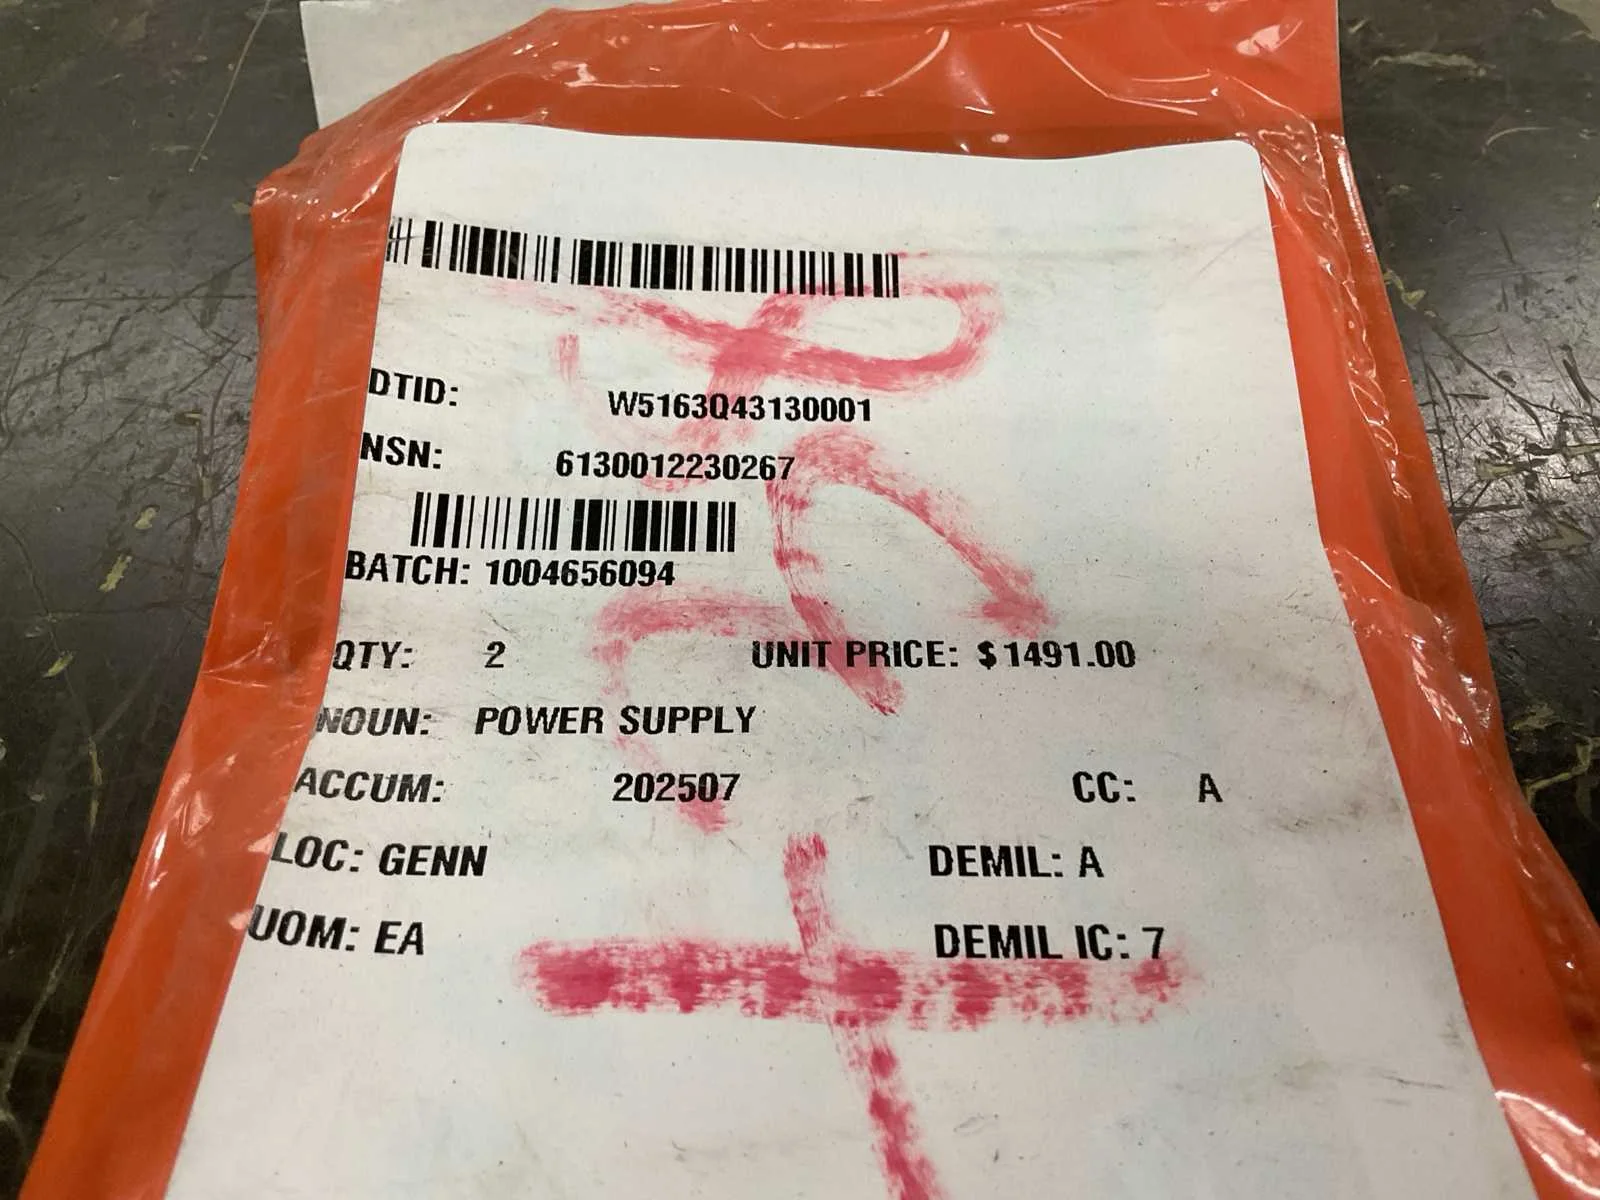 DTID: W5163Q43130001
NSN: 6130012230267
BATCH: 1004656094
QTY: 2 UNIT PRICE: $1491.00
NOUN: POWER SUPPLY
ACCUM: 202507 CC: A
LOC: GENN DEMIL: A
UOM: EA DEMIL IC: 7